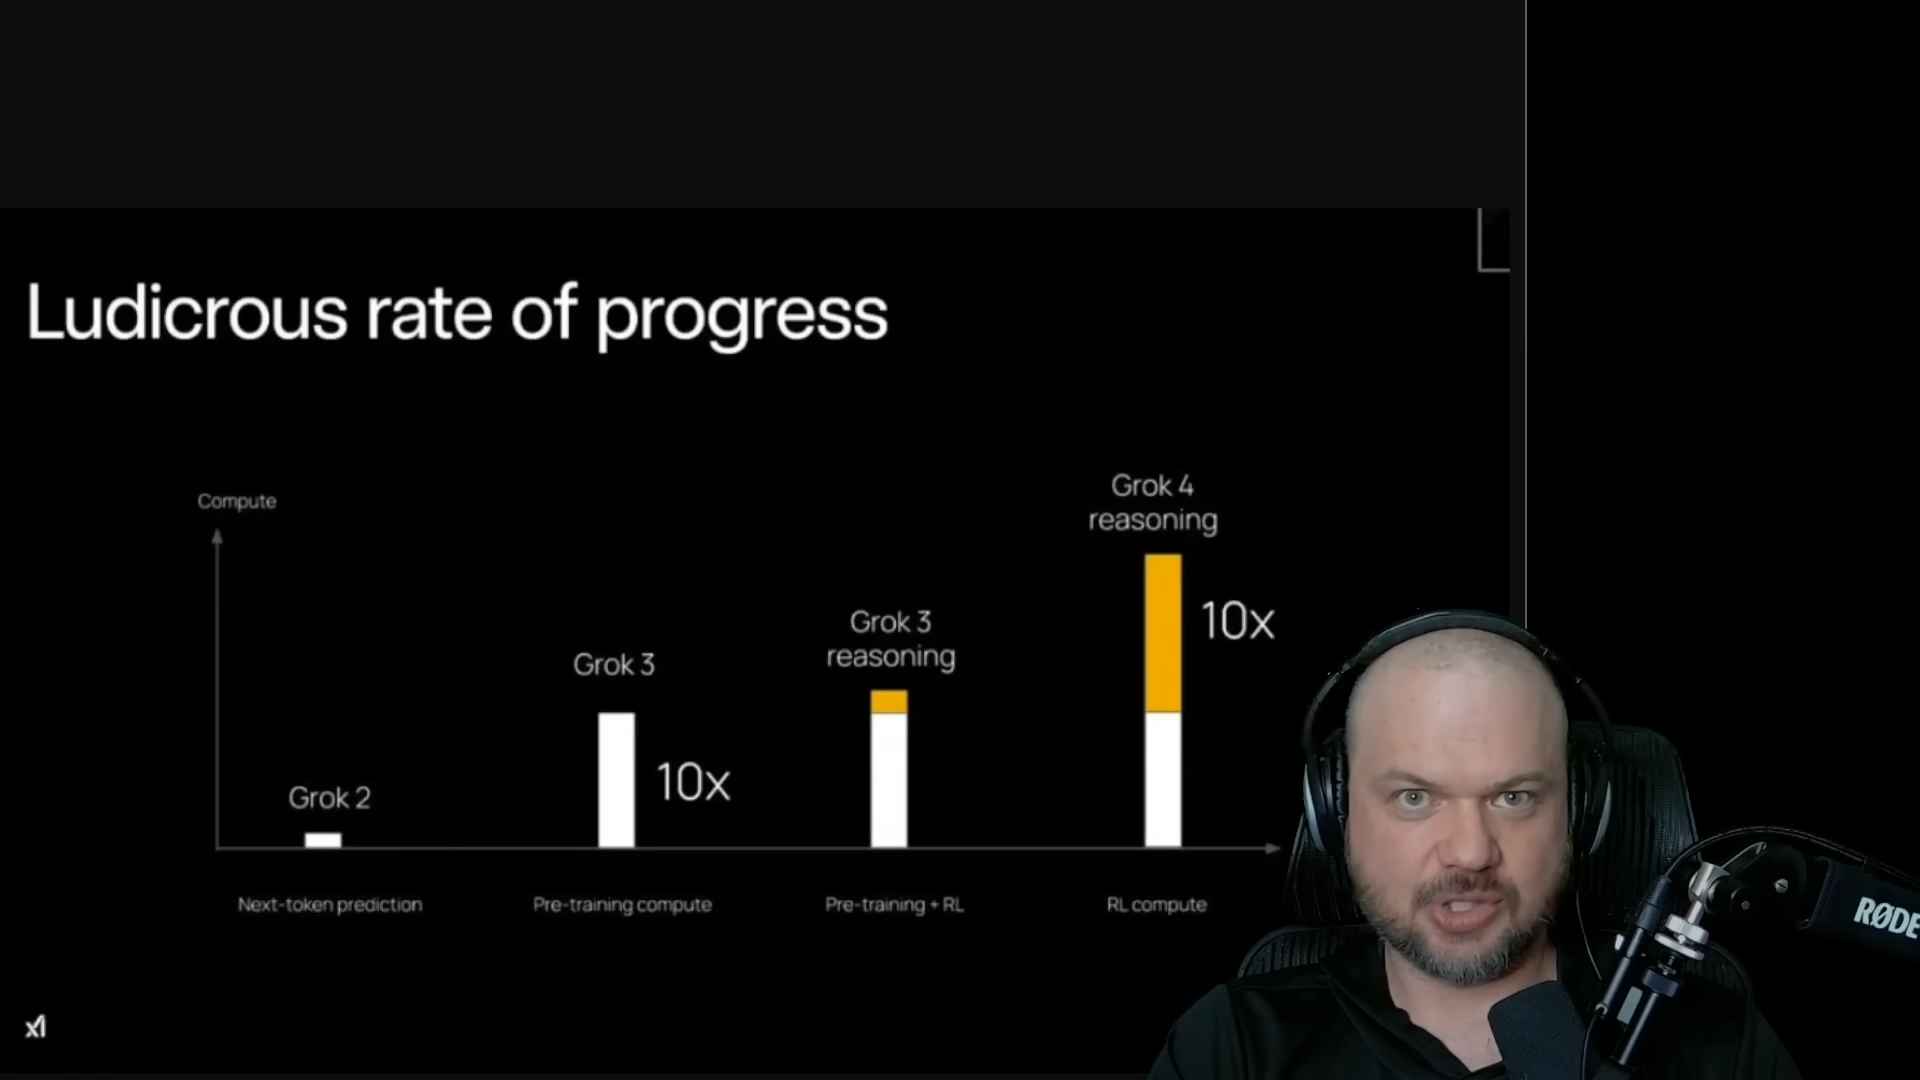 Ludicrous rate of progress
Compute
Grok 4
reasoning
10x
Grok 3
reasoning
Grok 3
10x
Grok 2
Next-token prediction
Pre-training compute
Pre-training + RL
RL compute
xI
RØDE